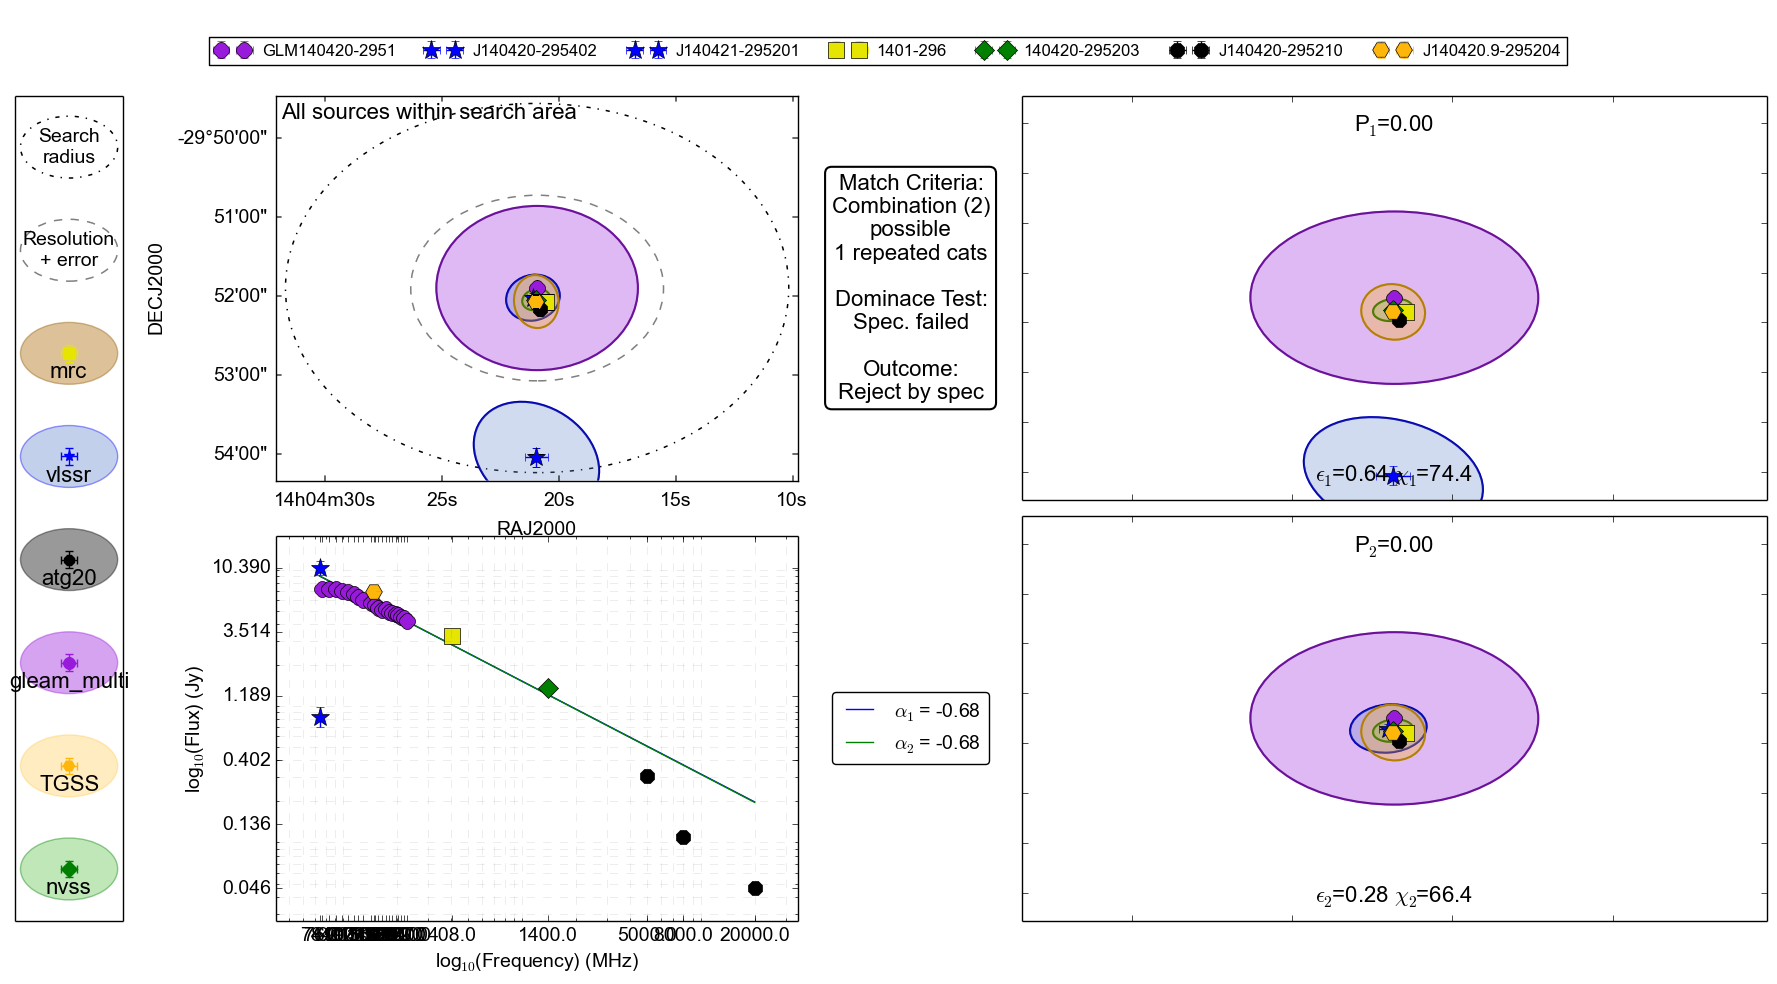 GLM140420-2951 J140420-295402 J140421-295201 1401-296 140420-295203 J140420-295210 J140420.9-295204
Search
radius
Resolution
+ error
mrc
vlssr
atg20
gleam_multi
TGSS
nvss
All sources within search area
DECJ2000
-29°50'00"
51'00"
52'00"
53'00"
54'00"
14h04m30s 25s 20s 15s 10s
RAJ2000
Match Criteria:
Combination (2)
possible
1 repeated cats
Dominace Test:
Spec. failed
Outcome:
Reject by spec
P1=0.00
ϵ1=0.64 χ1=74.4
log10(Flux) (Jy)
10.390
3.514
1.189
0.402
0.136
0.046
408.0 1400.0 5000.0 8000.0 20000.0
log10(Frequency) (MHz)
α1 = -0.68
α2 = -0.68
P2=0.00
ϵ2=0.28 χ2=66.4